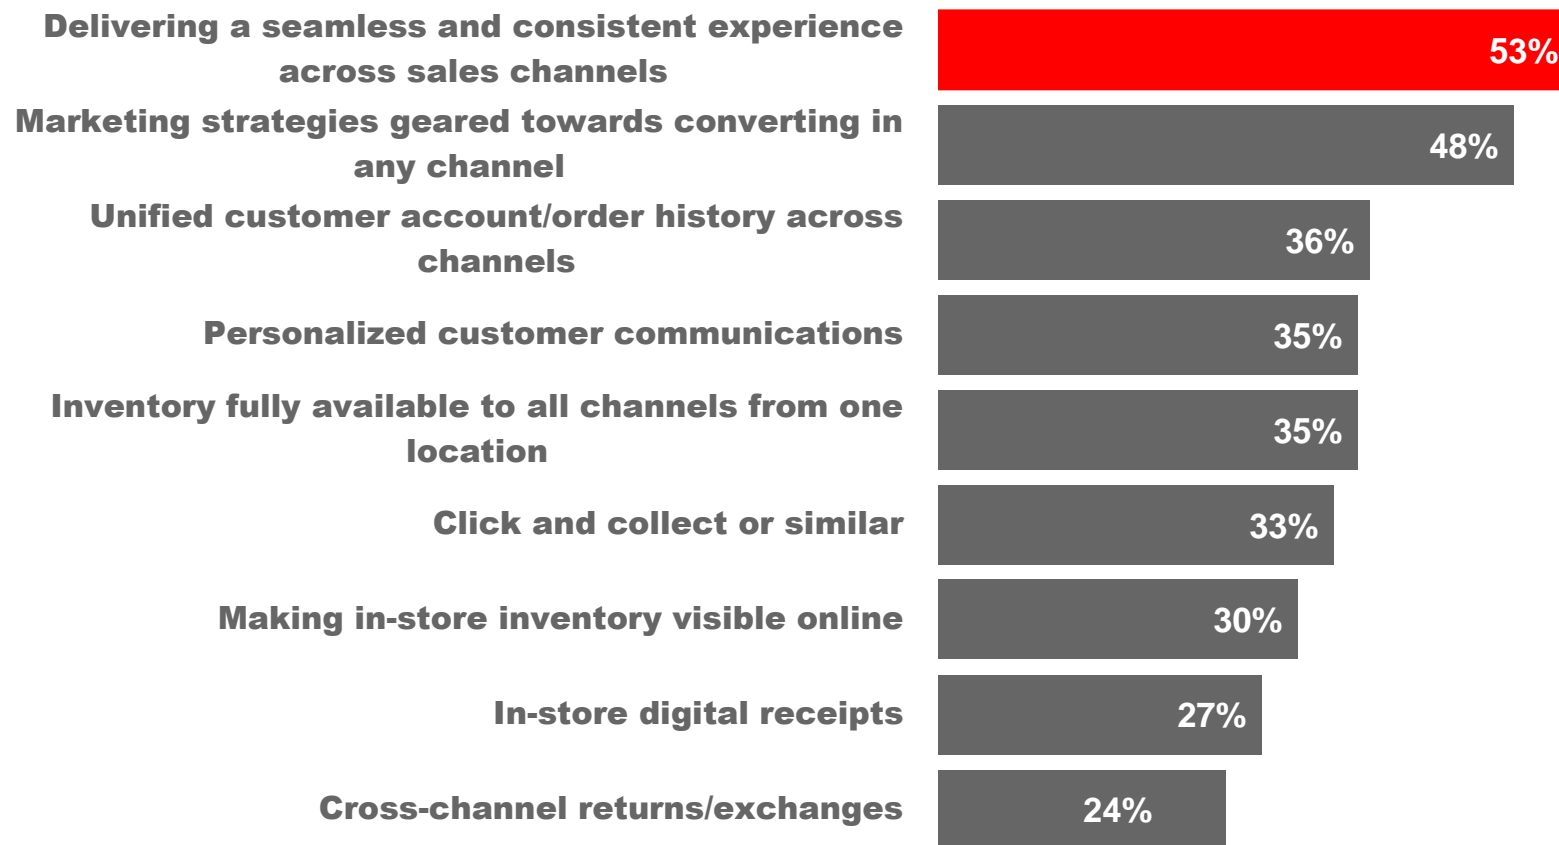 Delivering a seamless and consistent experience
across sales channels
53%
Marketing strategies geared towards converting in
any channel
48%
Unified customer account/order history across
channels
36%
Personalized customer communications
35%
Inventory fully available to all channels from one
location
35%
Click and collect or similar
33%
Making in-store inventory visible online
30%
In-store digital receipts
27%
Cross-channel returns/exchanges
24%